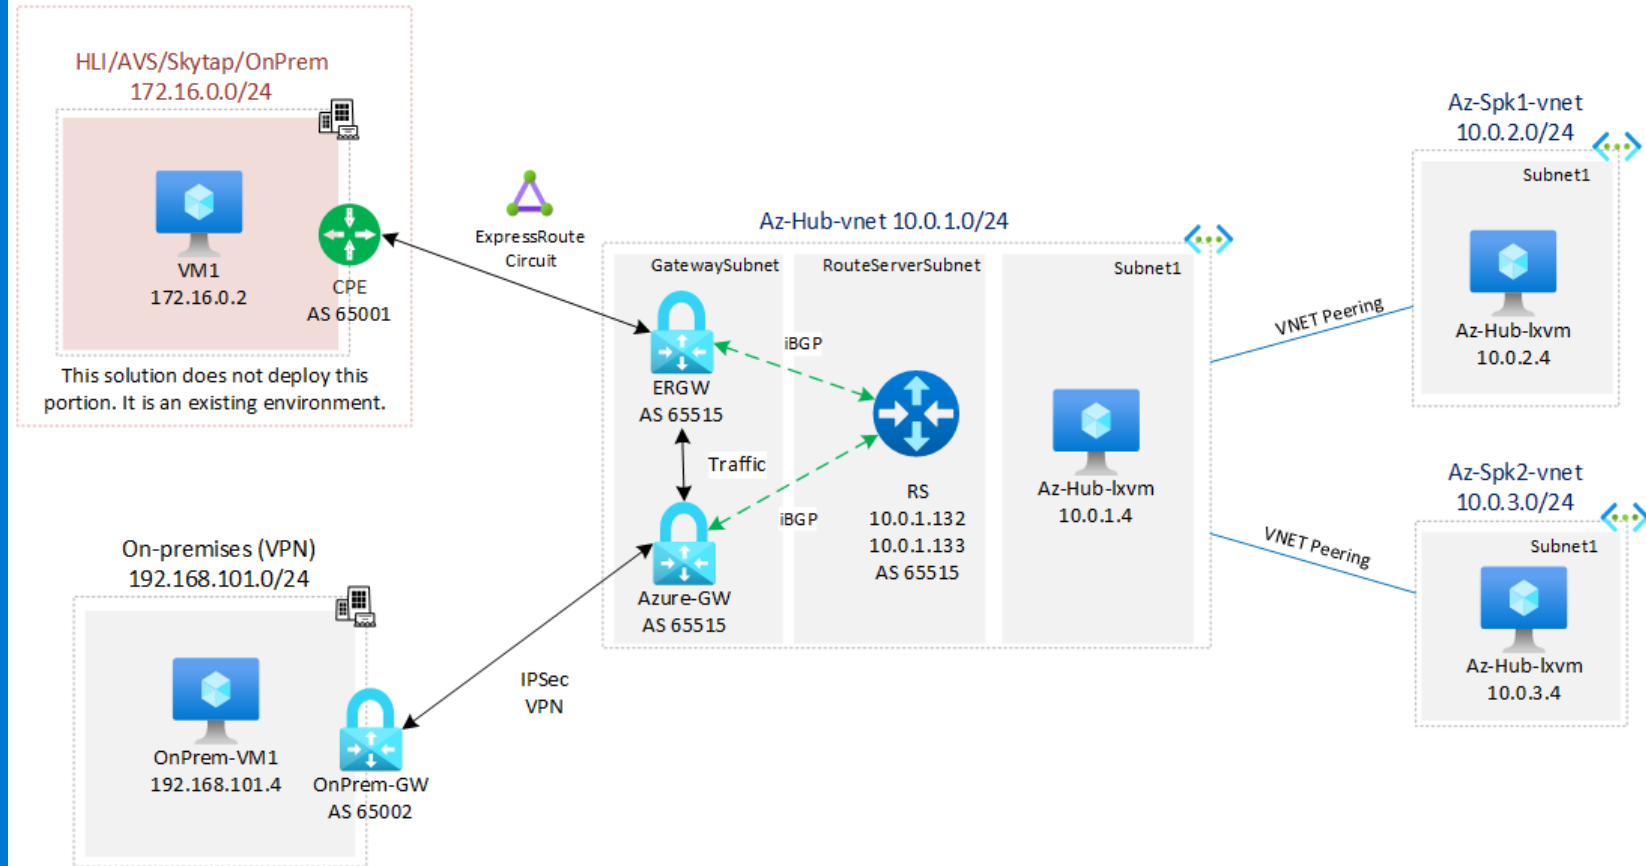 HLI/AVS/Skytap/OnPrem
172.16.0.0/24
VM1
172.16.0.2
CPE
AS 65001
This solution does not deploy this
portion. It is an existing environment.
ExpressRoute
Circuit
Az-Hub-vnet 10.0.1.0/24
GatewaySubnet
RouteServerSubnet
Subnet1
ERGW
AS 65515
iBGP
Traffic
iBGP
Azure-GW
AS 65515
RS
10.0.1.132
10.0.1.133
AS 65515
Az-Hub-lxvm
10.0.1.4
VNET Peering
VNET Peering
Az-Spk1-vnet
10.0.2.0/24
Subnet1
Az-Hub-lxvm
10.0.2.4
Az-Spk2-vnet
10.0.3.0/24
Subnet1
Az-Hub-lxvm
10.0.3.4
On-premises (VPN)
192.168.101.0/24
OnPrem-VM1
192.168.101.4
OnPrem-GW
AS 65002
IPSec
VPN